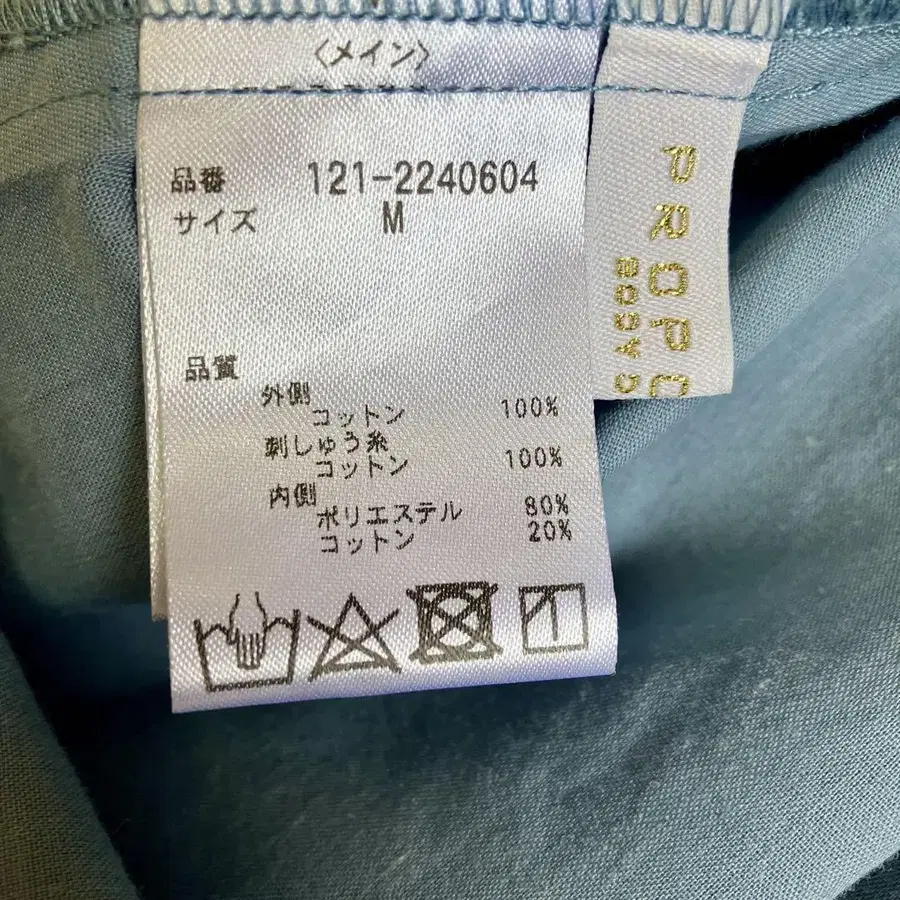 〈メイン〉
品番 121-2240604
サイズ M
品質
外側
コットン 100%
刺しゅう糸
コットン 100%
内側
ポリエステル 80%
コットン 20%
PROPO
BODY